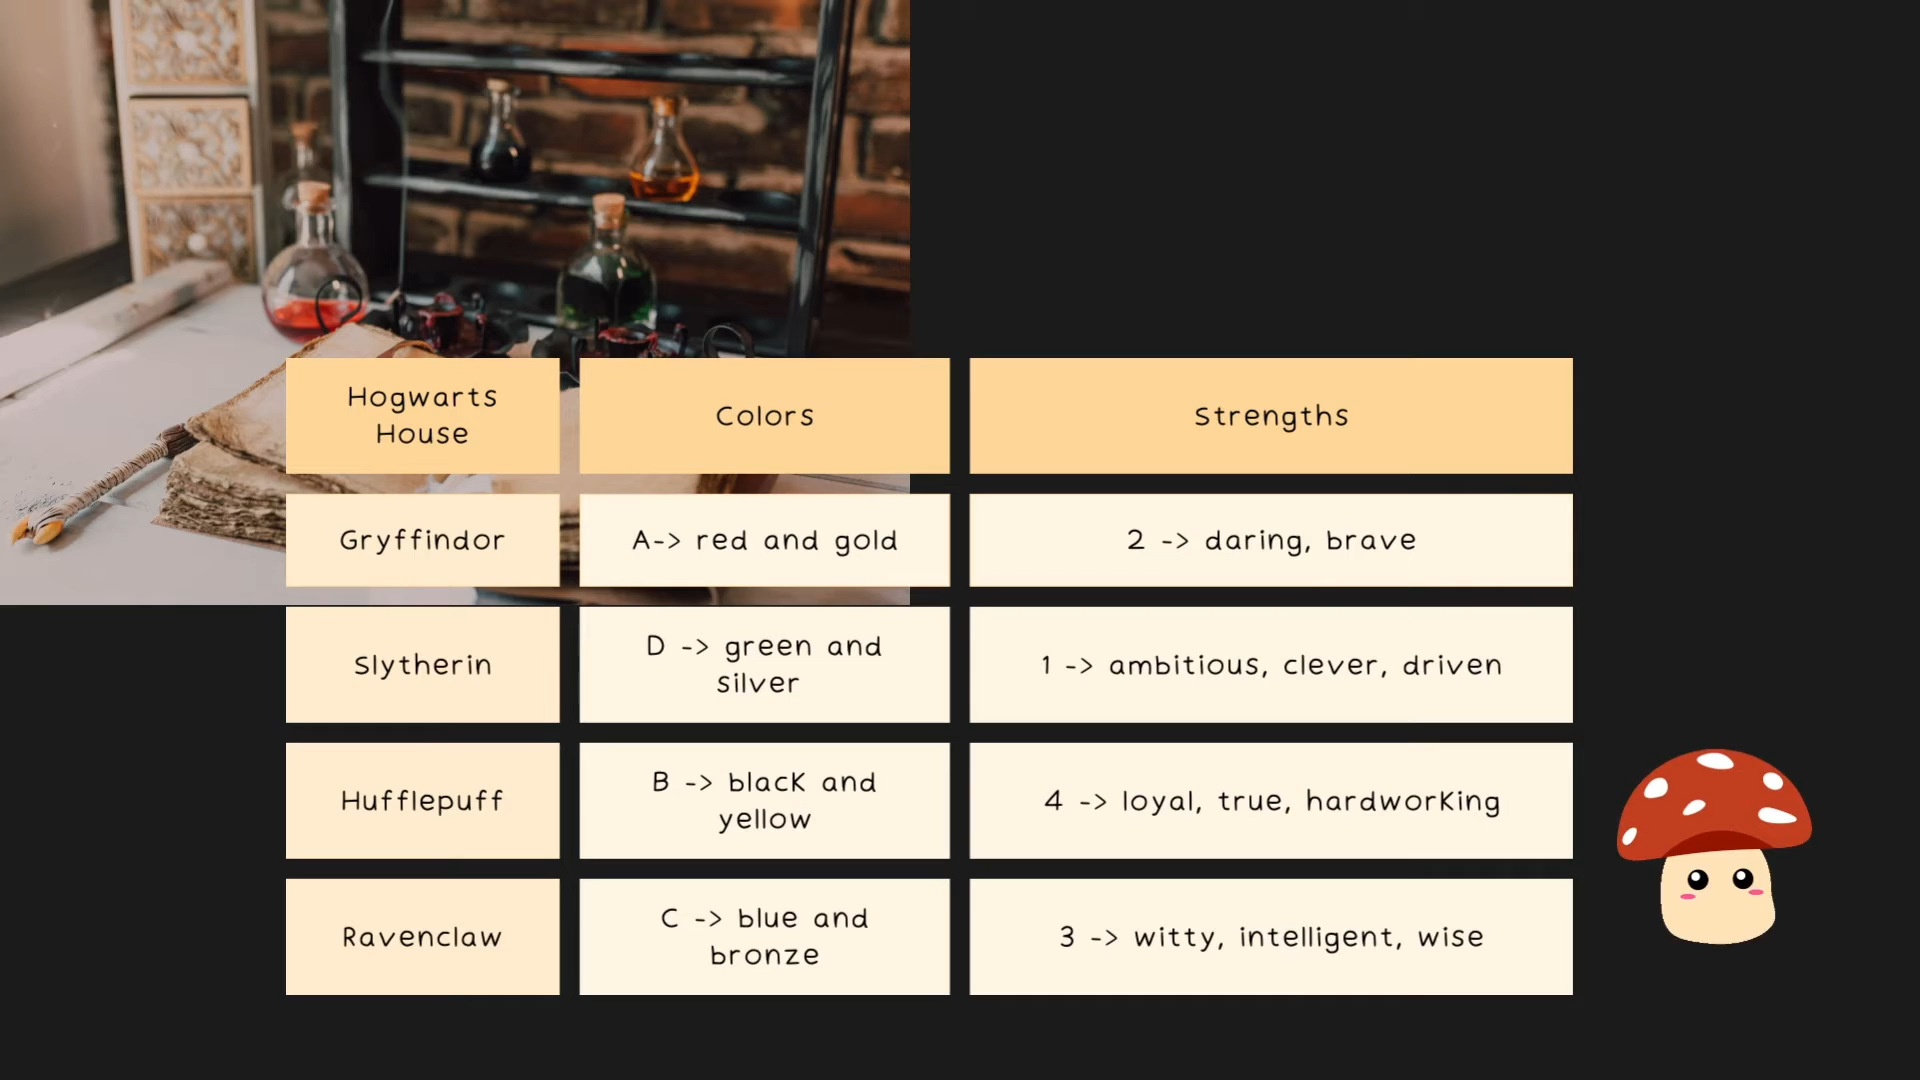 Hogwarts
House
Colors
Strengths
Gryffindor
A-> red and gold
2 -> daring, brave
Slytherin
D -> green and
silver
1 -> ambitious, clever, driven
Hufflepuff
B -> black and
yellow
4 -> loyal, true, hardworking
Ravenclaw
C -> blue and
bronze
3 -> witty, intelligent, wise